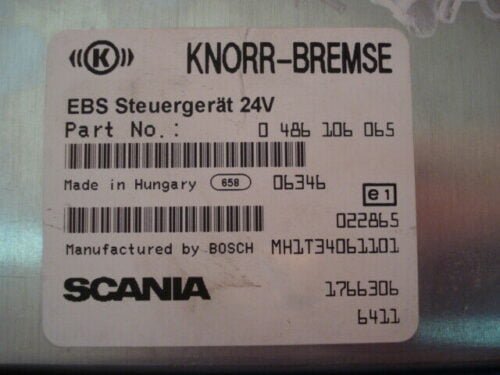 ((K)) KNORR-BREMSE
EBS Steuergerät 24V
Part No.: 0 486 106 065
Made in Hungary 658 06346 e1
022865
Manufactured by BOSCH MH1T34061101
SCANIA 1766306
6411